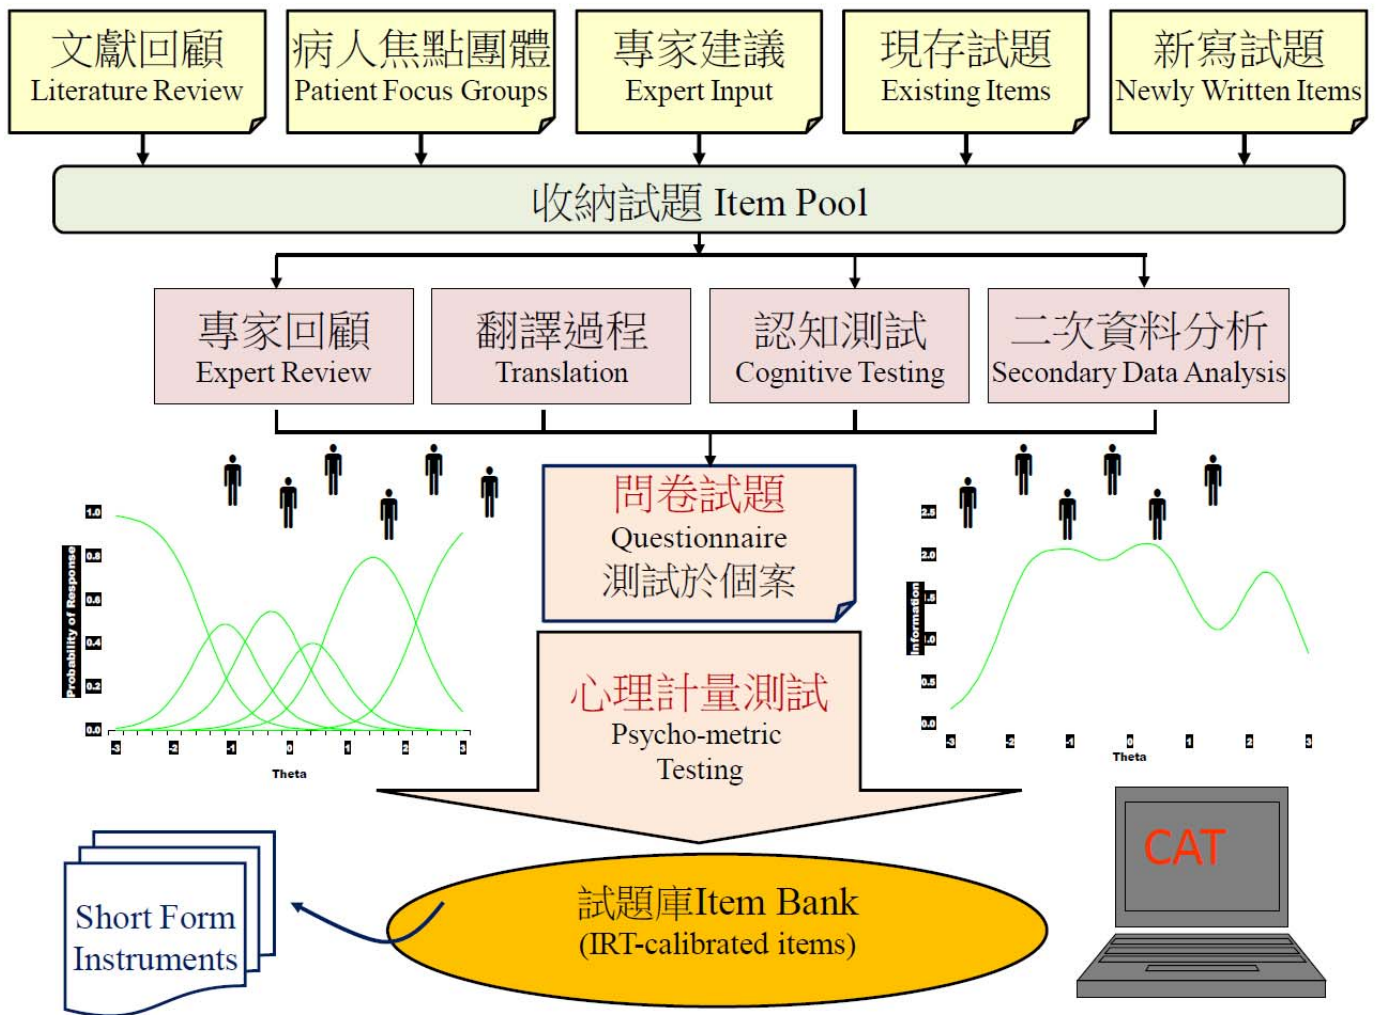 文獻回顧
Literature Review
病人焦點團體
Patient Focus Groups
專家建議
Expert Input
現存試題
Existing Items
新寫試題
Newly Written Items
收納試題 Item Pool
專家回顧
Expert Review
翻譯過程
Translation
認知測試
Cognitive Testing
二次資料分析
Secondary Data Analysis
問卷試題
Questionnaire
測試於個案
Probability of Response
1.0
0.8
0.6
0.4
0.2
0.0
-3
-2
-1
0
1
2
3
Theta
Information
2.5
2.0
1.5
1.0
0.5
0.0
-3
-2
-1
0
1
2
3
Theta
心理計量測試
Psycho-metric
Testing
CAT
試題庫Item Bank
(IRT-calibrated items)
Short Form
Instruments